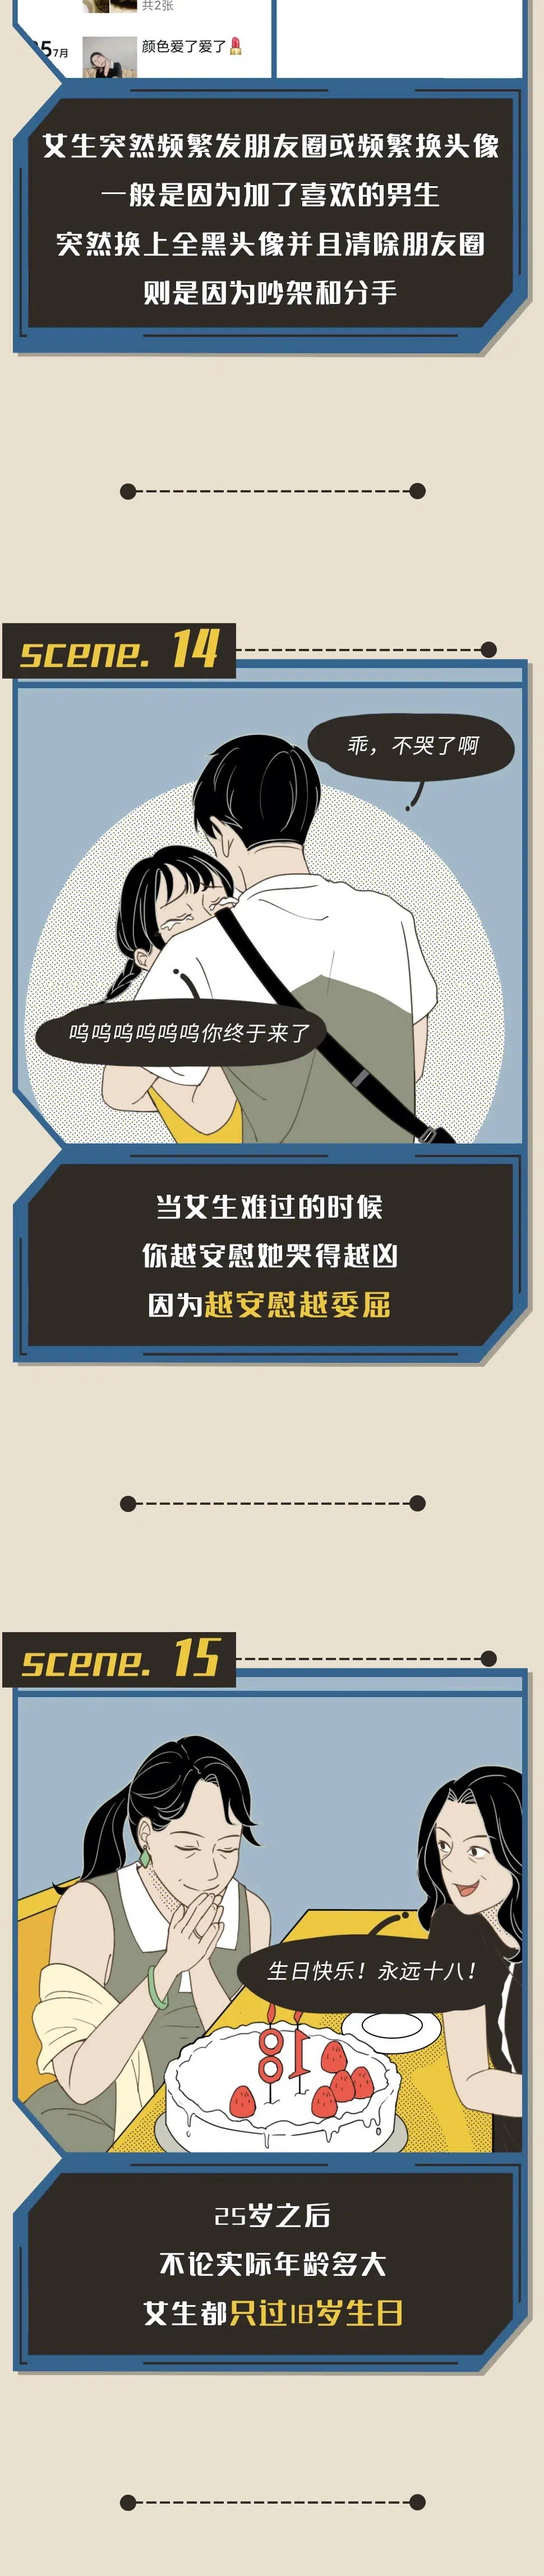 共2张
5 7月
颜色爱了爱了💄
女生突然频繁发朋友圈或频繁换头像
一般是因为加了喜欢的男生
突然换上全黑头像并且清除朋友圈
则是因为吵架和分手
scene. 14
乖，不哭了啊
呜呜呜呜呜呜你终于来了
当女生难过的时候
你越安慰她哭得越凶
因为越安慰越委屈
scene. 15
生日快乐！永远十八！
18
25岁之后
不论实际年龄多大
女生都只过18岁生日